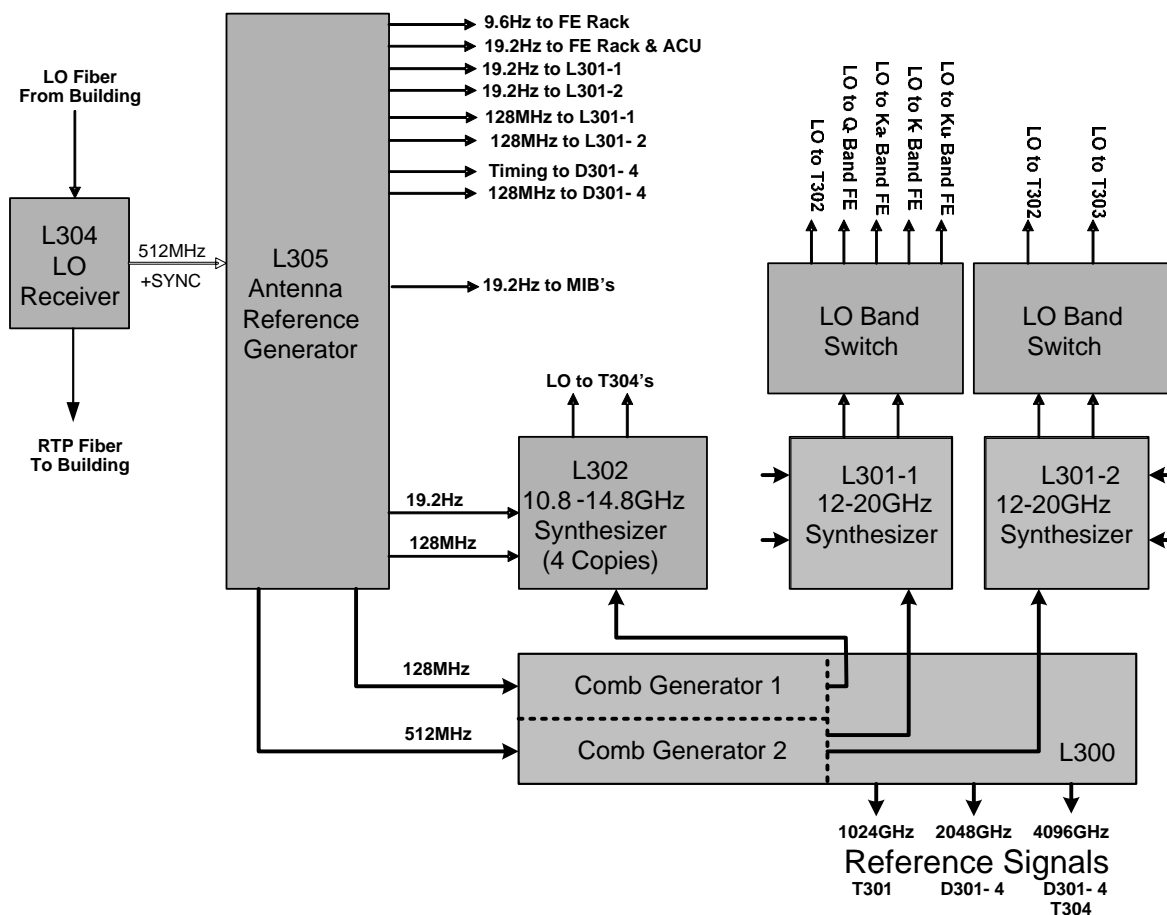 9.6Hz to FE Rack
19.2Hz to FE Rack & ACU
19.2Hz to L301-1
19.2Hz to L301-2
128MHz to L301-1
128MHz to L301- 2
Timing to D301- 4
128MHz to D301- 4
19.2Hz to MIB's
LO Fiber
From Building
L304
LO
Receiver
512MHz
+SYNC
RTP Fiber
To Building
L305
Antenna
Reference
Generator
LO to T302
LO to Q- Band FE
LO to Ka- Band FE
LO to K- Band FE
LO to Ku- Band FE
LO to T302
LO to T303
LO Band
Switch
LO Band
Switch
LO to T304's
L302
10.8 -14.8GHz
Synthesizer
(4 Copies)
L301-1
12-20GHz
Synthesizer
L301-2
12-20GHz
Synthesizer
19.2Hz
128MHz
128MHz
512MHz
Comb Generator 1
Comb Generator 2
L300
1024GHz
2048GHz
4096GHz
Reference Signals
T301
D301- 4
D301- 4
T304